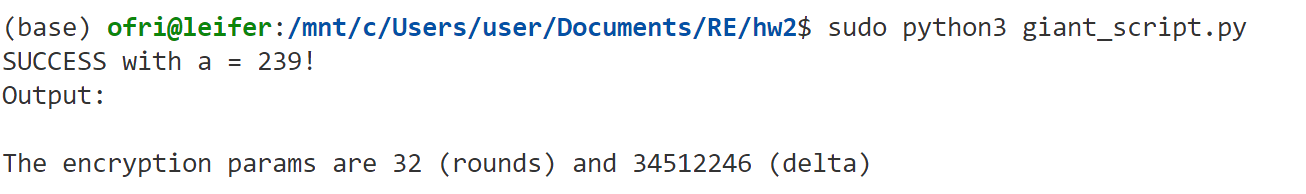 (base) ofri@leifer:/mnt/c/Users/user/Documents/RE/hw2$ sudo python3 giant_script.py
SUCCESS with a = 239!
Output:
The encryption params are 32 (rounds) and 34512246 (delta)